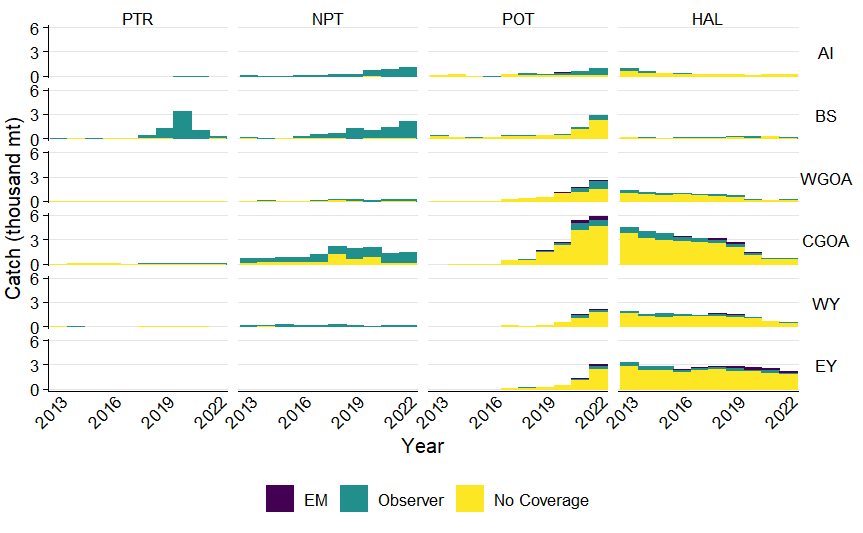 PTR NPT POT HAL
6
3
0
AI
6
3
0
BS
6
3
0
WGOA
6
3
0
CGOA
6
3
0
WY
6
3
0
EY
Catch (thousand mt)
2013 2016 2019 2022 2013 2016 2019 2022 2013 2016 2019 2022 2013 2016 2019 2022
Year
EM Observer No Coverage